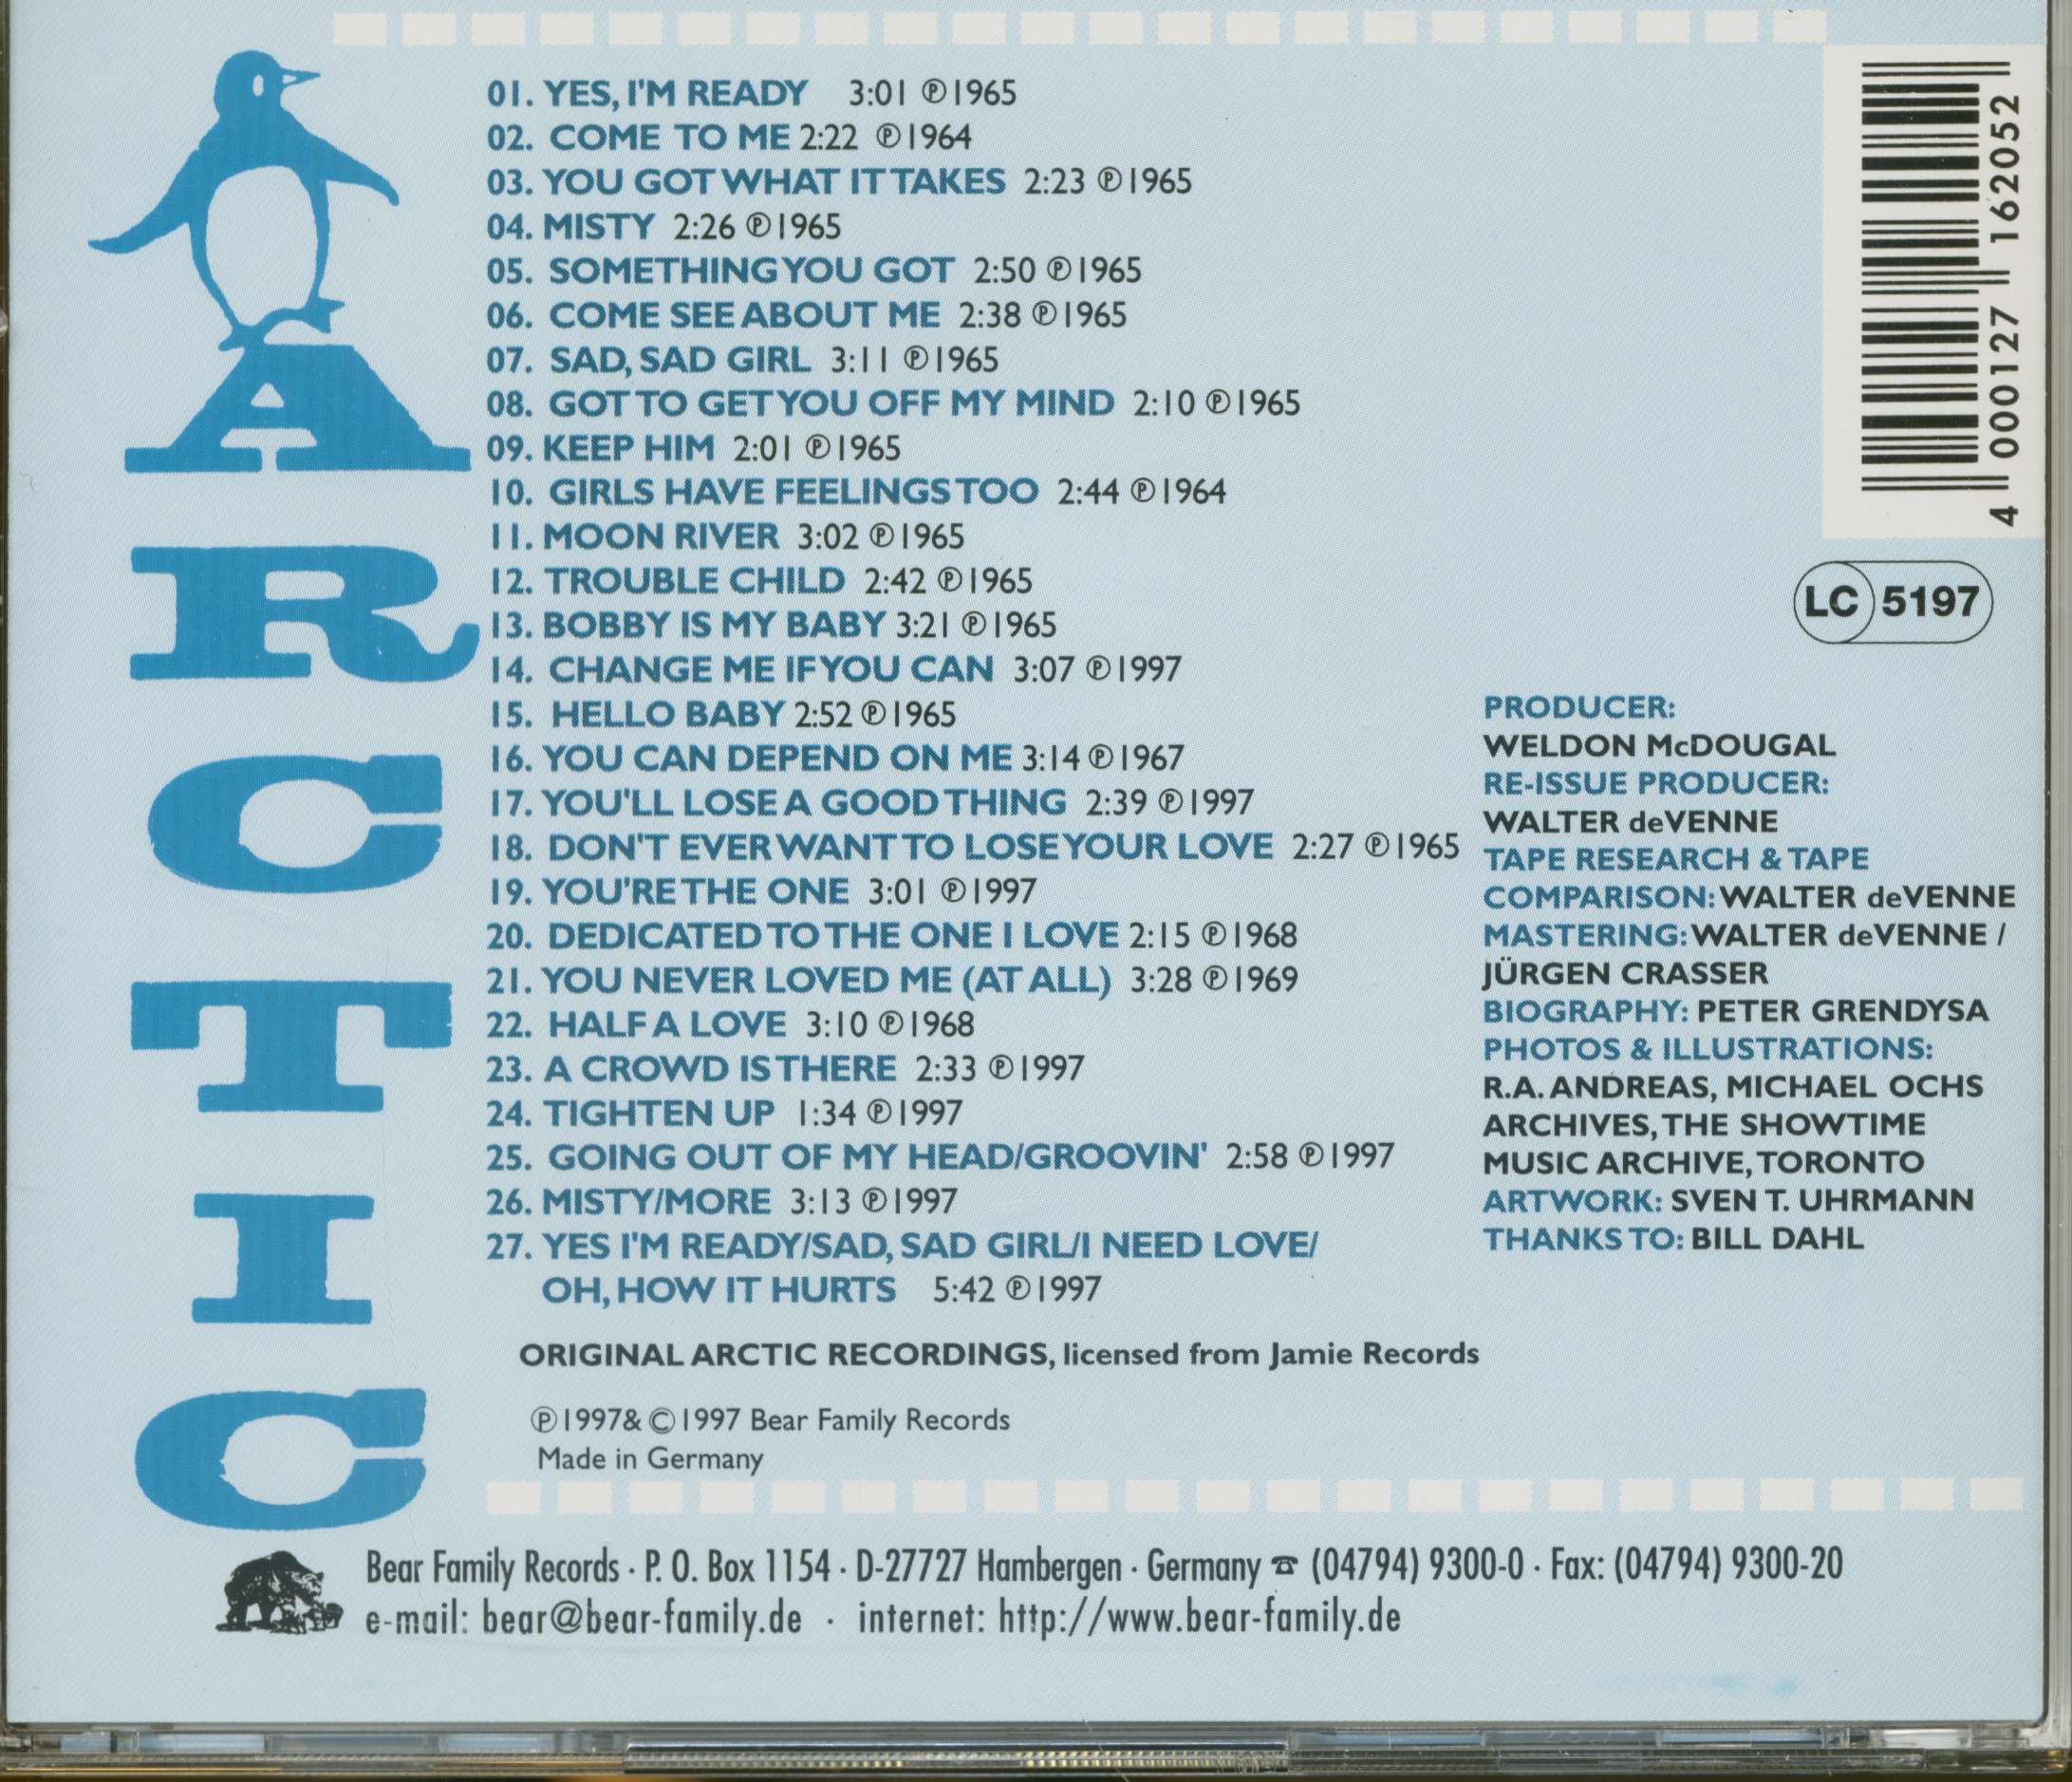 ARCTIC
01. YES, I'M READY 3:01 ℗1965
02. COME TO ME 2:22 ℗1964
03. YOU GOT WHAT IT TAKES 2:23 ℗1965
04. MISTY 2:26 ℗1965
05. SOMETHING YOU GOT 2:50 ℗1965
06. COME SEE ABOUT ME 2:38 ℗1965
07. SAD, SAD GIRL 3:11 ℗1965
08. GOT TO GET YOU OFF MY MIND 2:10 ℗1965
09. KEEP HIM 2:01 ℗1965
10. GIRLS HAVE FEELINGS TOO 2:44 ℗1964
11. MOON RIVER 3:02 ℗1965
12. TROUBLE CHILD 2:42 ℗1965
13. BOBBY IS MY BABY 3:21 ℗1965
14. CHANGE ME IF YOU CAN 3:07 ℗1997
15. HELLO BABY 2:52 ℗1965
16. YOU CAN DEPEND ON ME 3:14 ℗1967
17. YOU'LL LOSE A GOOD THING 2:39 ℗1997
18. DON'T EVER WANT TO LOSE YOUR LOVE 2:27 ℗1965
19. YOU'RE THE ONE 3:01 ℗1997
20. DEDICATED TO THE ONE I LOVE 2:15 ℗1968
21. YOU NEVER LOVED ME (AT ALL) 3:28 ℗1969
22. HALF A LOVE 3:10 ℗1968
23. A CROWD IS THERE 2:33 ℗1997
24. TIGHTEN UP 1:34 ℗1997
25. GOING OUT OF MY HEAD/GROOVIN' 2:58 ℗1997
26. MISTY/MORE 3:13 ℗1997
27. YES I'M READY/SAD, SAD GIRL/I NEED LOVE/
OH, HOW IT HURTS 5:42 ℗1997
ORIGINAL ARCTIC RECORDINGS, licensed from Jamie Records
℗1997& ©1997 Bear Family Records
Made in Germany
4 000127 162052
LC 5197
PRODUCER:
WELDON McDOUGAL
RE-ISSUE PRODUCER:
WALTER deVENNE
TAPE RESEARCH & TAPE
COMPARISON: WALTER deVENNE
MASTERING: WALTER deVENNE /
JÜRGEN CRASSER
BIOGRAPHY: PETER GRENDYSA
PHOTOS & ILLUSTRATIONS:
R.A. ANDREAS, MICHAEL OCHS
ARCHIVES, THE SHOWTIME
MUSIC ARCHIVE, TORONTO
ARTWORK: SVEN T. UHRMANN
THANKS TO: BILL DAHL
Bear Family Records · P. O. Box 1154 · D-27727 Hambergen · Germany ☎ (04794) 9300-0 · Fax: (04794) 9300-20
e-mail: bear@bear-family.de · internet: http://www.bear-family.de